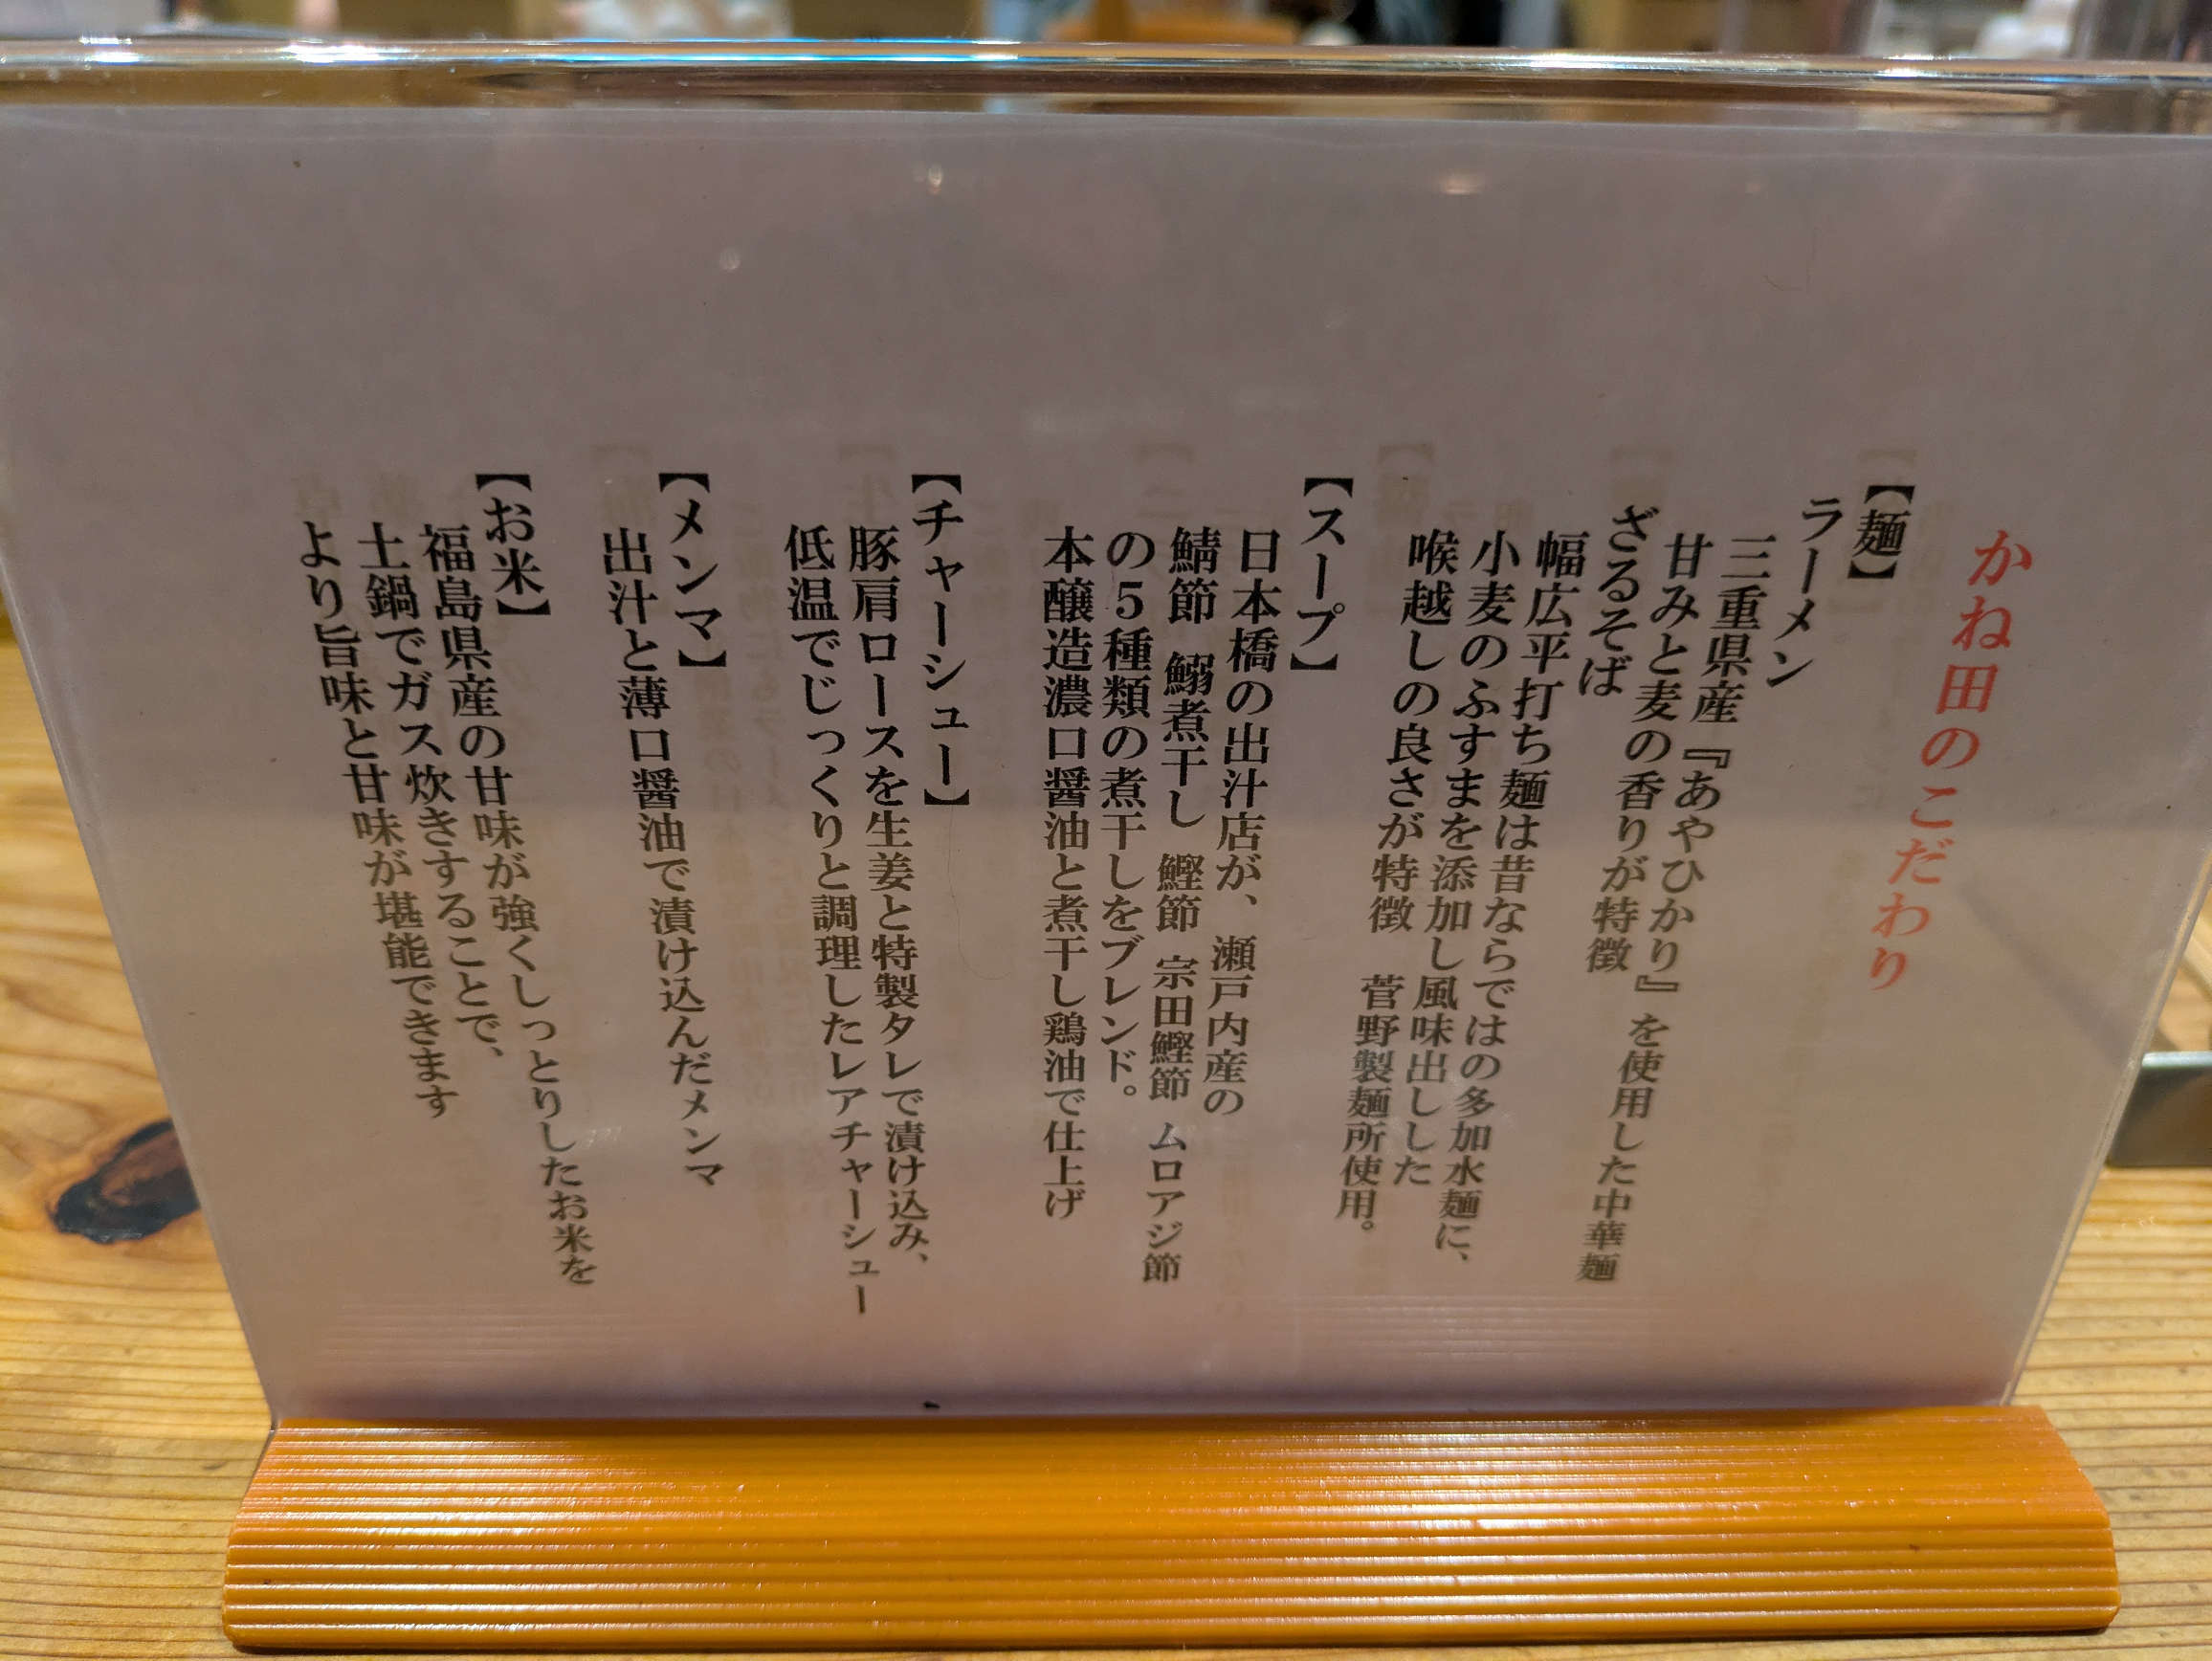 かね田のこだわり
【麺】
ラーメン
三重県産『あやひかり』を使用した中華麺
甘みと麦の香りが特徴
ざるそば
幅広平打ち麺は昔ならではの多加水麺に、
小麦のふすまを添加し風味出しした
喉越しの良さが特徴 菅野製麺所使用。
【スープ】
日本橋の出汁店が、瀬戸内産の
鯖節 鰯煮干し 鰹節 宗田鰹節 ムロアジ節
の5種類の煮干しをブレンド。
本醸造濃口醤油と煮干し鶏油で仕上げ
【チャーシュー】
豚肩ロースを生姜と特製タレで漬け込み、
低温でじっくりと調理したレアチャーシュー
【メンマ】
出汁と薄口醤油で漬け込んだメンマ
【お米】
福島県産の甘味が強くしっとりしたお米を
土鍋でガス炊きすることで、
より旨味と甘味が堪能できます